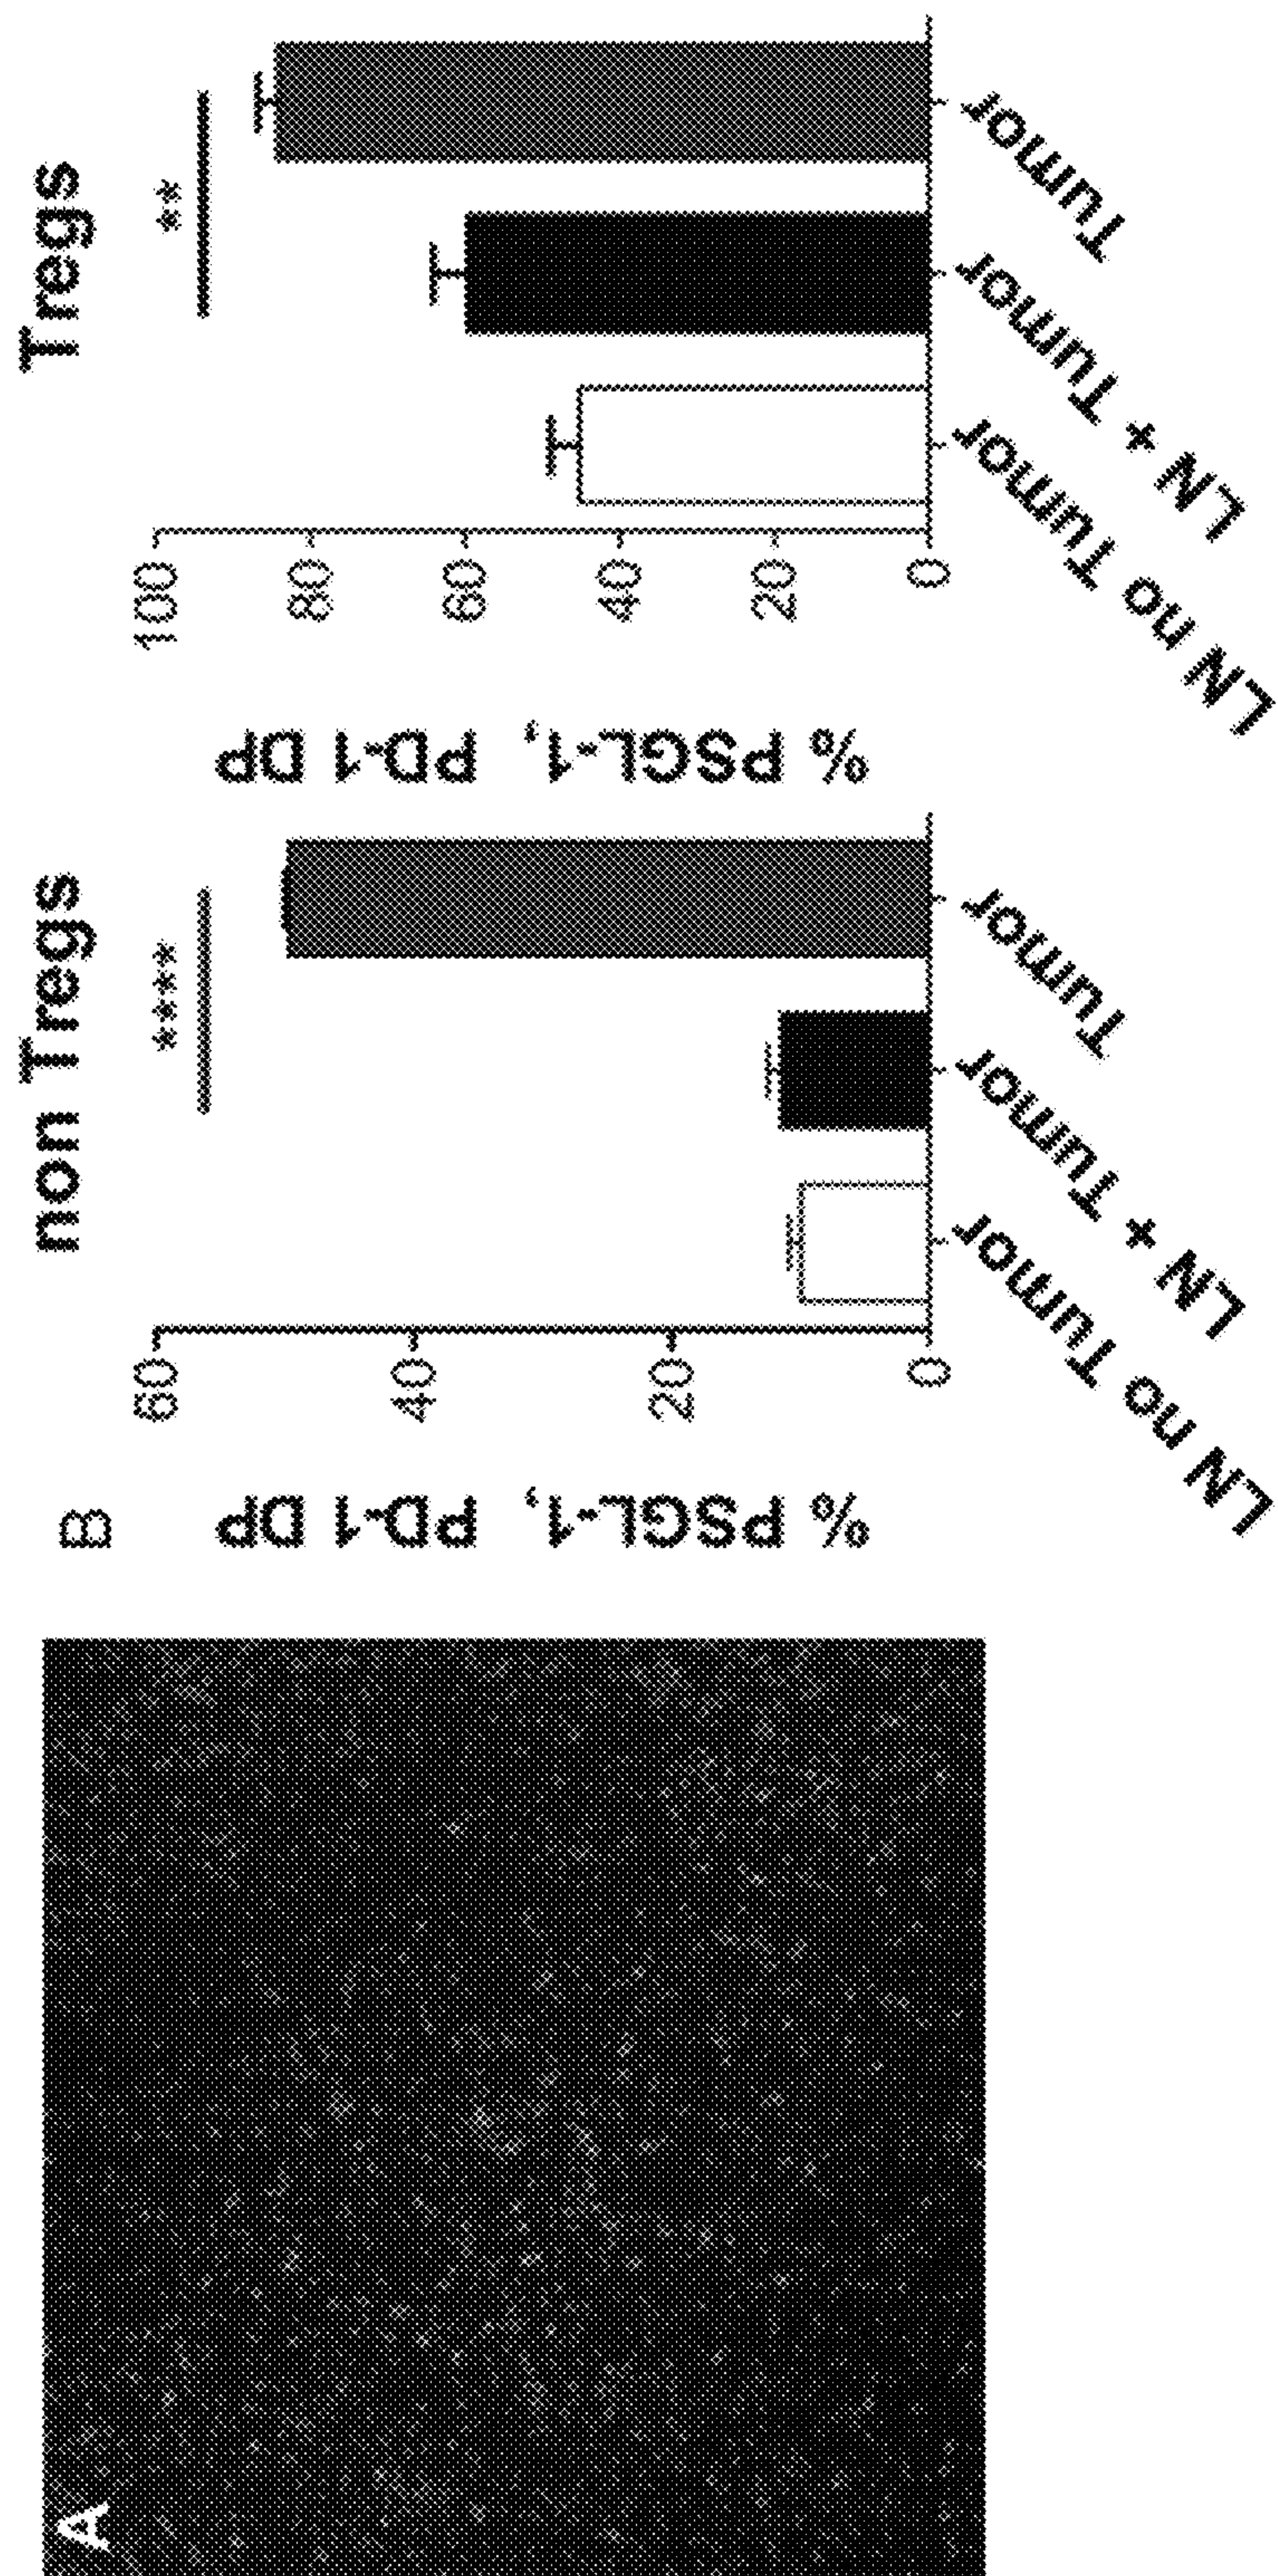 A
B
non Tregs
****
% PSGL-1, PD-1 DP
60
40
20
0
LN no Tumor
LN + Tumor
Tumor
Tregs
**
% PSGL-1, PD-1 DP
100
80
60
40
20
0
LN no Tumor
LN + Tumor
Tumor